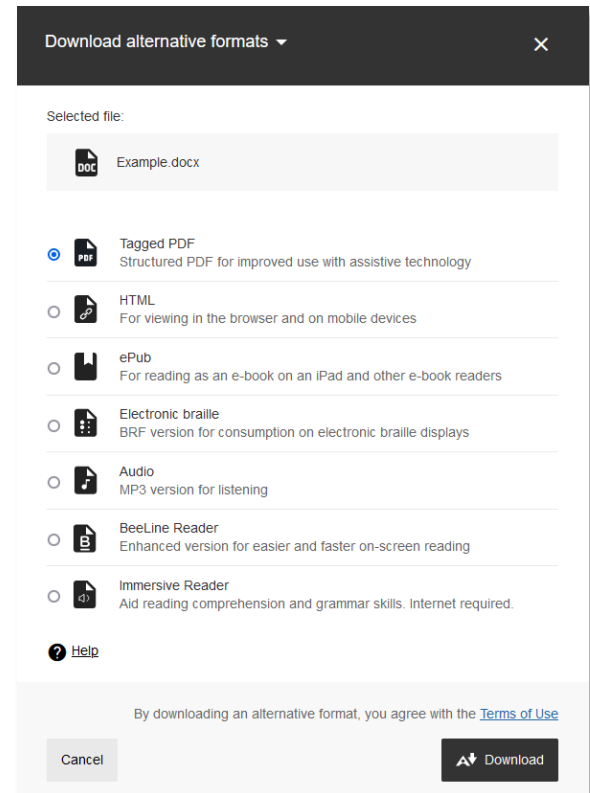 Download alternative formats
Selected file:
DOC
Example.docx
Tagged PDF
PDF
Structured PDF for improved use with assistive technology
HTML
For viewing in the browser and on mobile devices
ePub
For reading as an e-book on an iPad and other e-book readers
Electronic braille
BRF version for consumption on electronic braille displays
Audio
MP3 version for listening
BeeLine Reader
B
Enhanced version for easier and faster on-screen reading
Immersive Reader
Aid reading comprehension and grammar skills. Internet required.
? Help
By downloading an alternative format, you agree with the Terms of Use
Cancel
A Download